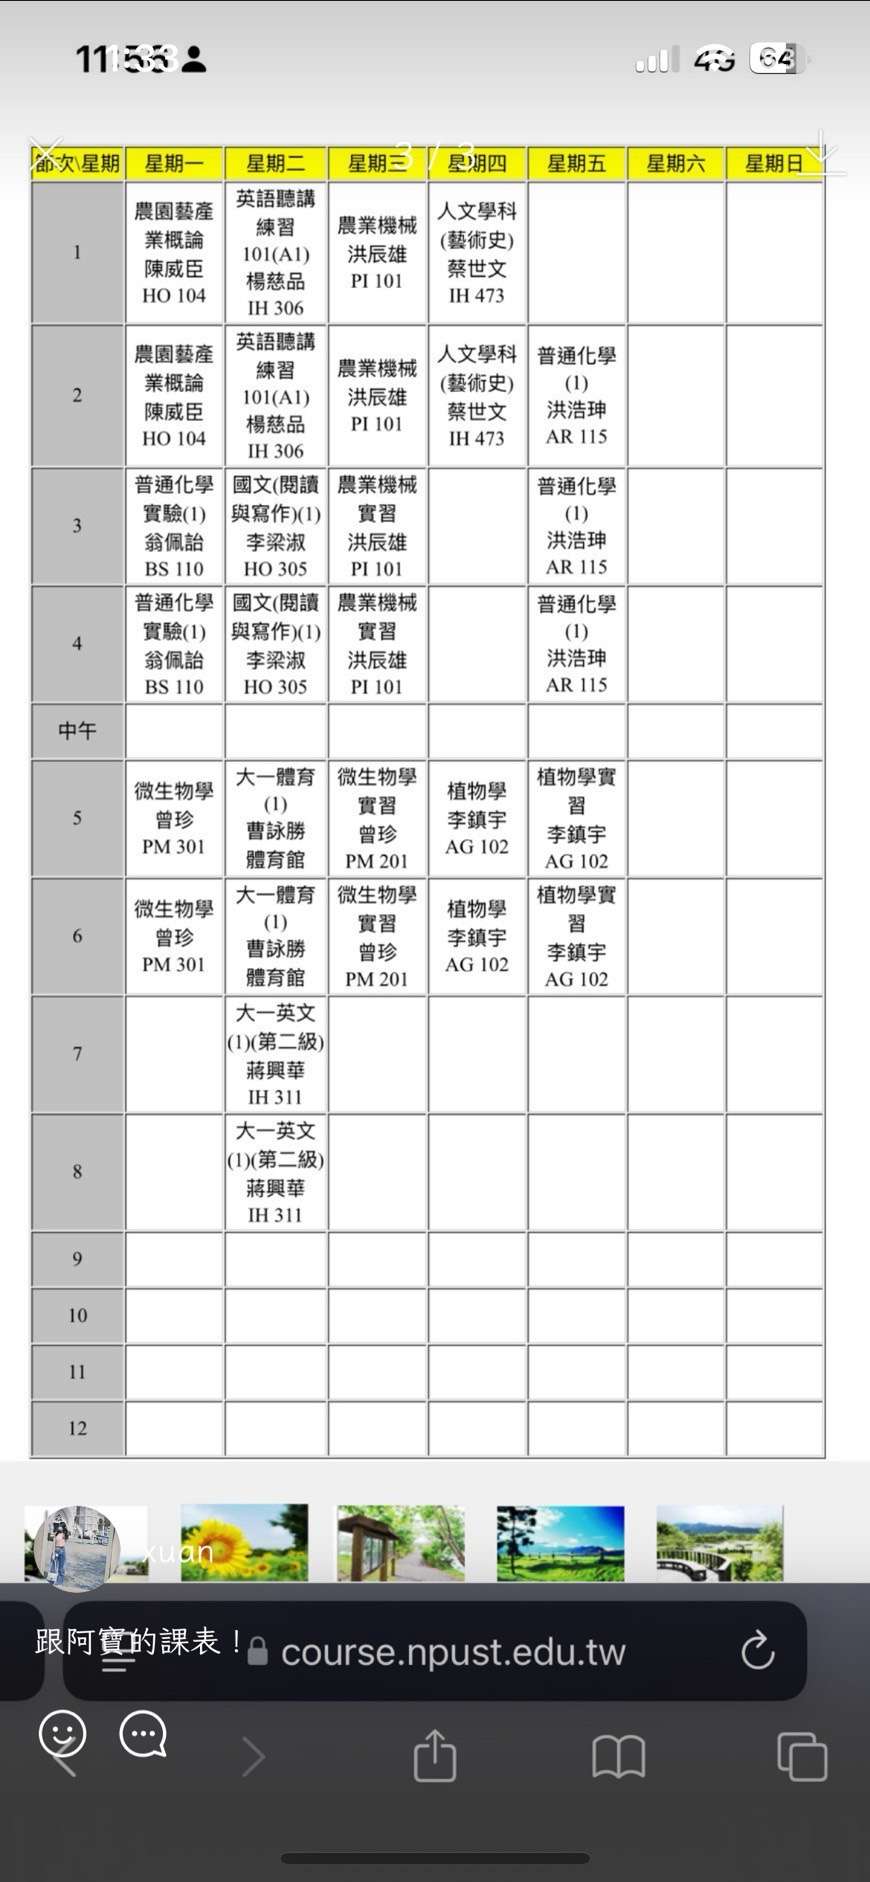 11:55
1:33
4G
64
3 / 3
節次\星期 星期一 星期二 星期三 星期四 星期五 星期六 星期日
1
農園藝產
業概論
陳威臣
HO 104
英語聽講
練習
101(A1)
楊慈品
IH 306
農業機械
洪辰雄
PI 101
人文學科
(藝術史)
蔡世文
IH 473
2
農園藝產
業概論
陳威臣
HO 104
英語聽講
練習
101(A1)
楊慈品
IH 306
農業機械
洪辰雄
PI 101
人文學科
(藝術史)
蔡世文
IH 473
普通化學
(1)
洪浩珅
AR 115
3
普通化學
實驗(1)
翁佩詒
BS 110
國文(閱讀
與寫作)(1)
李梁淑
HO 305
農業機械
實習
洪辰雄
PI 101
普通化學
(1)
洪浩珅
AR 115
4
普通化學
實驗(1)
翁佩詒
BS 110
國文(閱讀
與寫作)(1)
李梁淑
HO 305
農業機械
實習
洪辰雄
PI 101
普通化學
(1)
洪浩珅
AR 115
中午
5
微生物學
曾珍
PM 301
大一體育
(1)
曹詠勝
體育館
微生物學
實習
曾珍
PM 201
植物學
李鎮宇
AG 102
植物學實
習
李鎮宇
AG 102
6
微生物學
曾珍
PM 301
大一體育
(1)
曹詠勝
體育館
微生物學
實習
曾珍
PM 201
植物學
李鎮宇
AG 102
植物學實
習
李鎮宇
AG 102
7
大一英文
(1)(第二級)
蔣興華
IH 311
8
大一英文
(1)(第二級)
蔣興華
IH 311
9
10
11
12
xuan
跟阿寶的課表！
course.npust.edu.tw